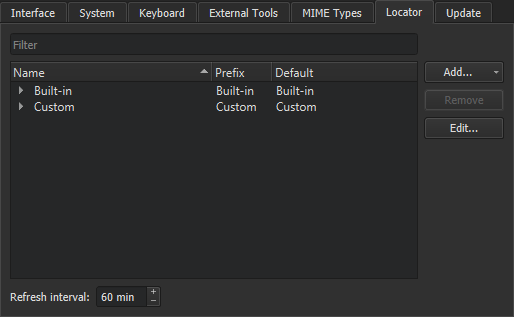 Interface System Keyboard External Tools MIME Types Locator Update
Filter
Name Prefix Default Add...
Built-in Built-in Built-in
Remove
Custom Custom Custom
Edit...
Refresh interval: 60 min